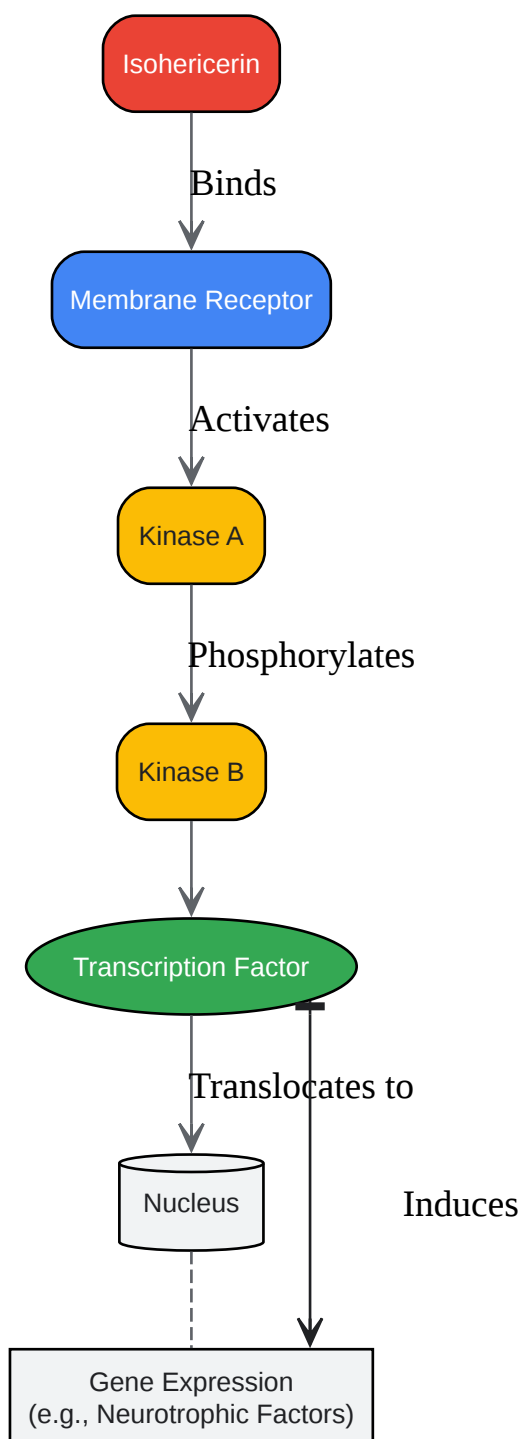 Isohericerin
Binds
Membrane Receptor
Activates
Kinase A
Phosphorylates
Kinase B
Transcription Factor
Translocates to
Nucleus
Induces
Gene Expression
(e.g., Neurotrophic Factors)